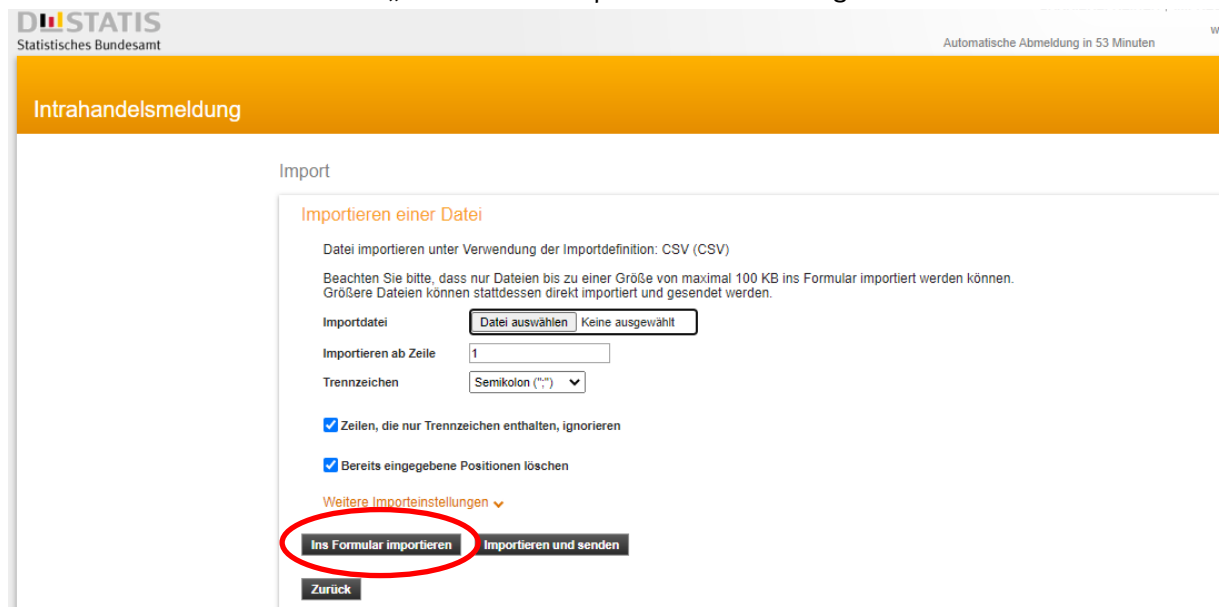 DESTATIS
Statistisches Bundesamt
Automatische Abmeldung in 53 Minuten
Intrahandelsmeldung
Import
Importieren einer Datei
Datei importieren unter Verwendung der Importdefinition: CSV (CSV)
Beachten Sie bitte, dass nur Dateien bis zu einer Größe von maximal 100 KB ins Formular importiert werden können.
Größere Dateien können stattdessen direkt importiert und gesendet werden.
Importdatei Datei auswählen Keine ausgewählt
Importieren ab Zeile 1
Trennzeichen Semikolon (";")
Zeilen, die nur Trennzeichen enthalten, ignorieren
Bereits eingegebene Positionen löschen
Weitere Importeinstellungen
Ins Formular importieren Importieren und senden
Zurück